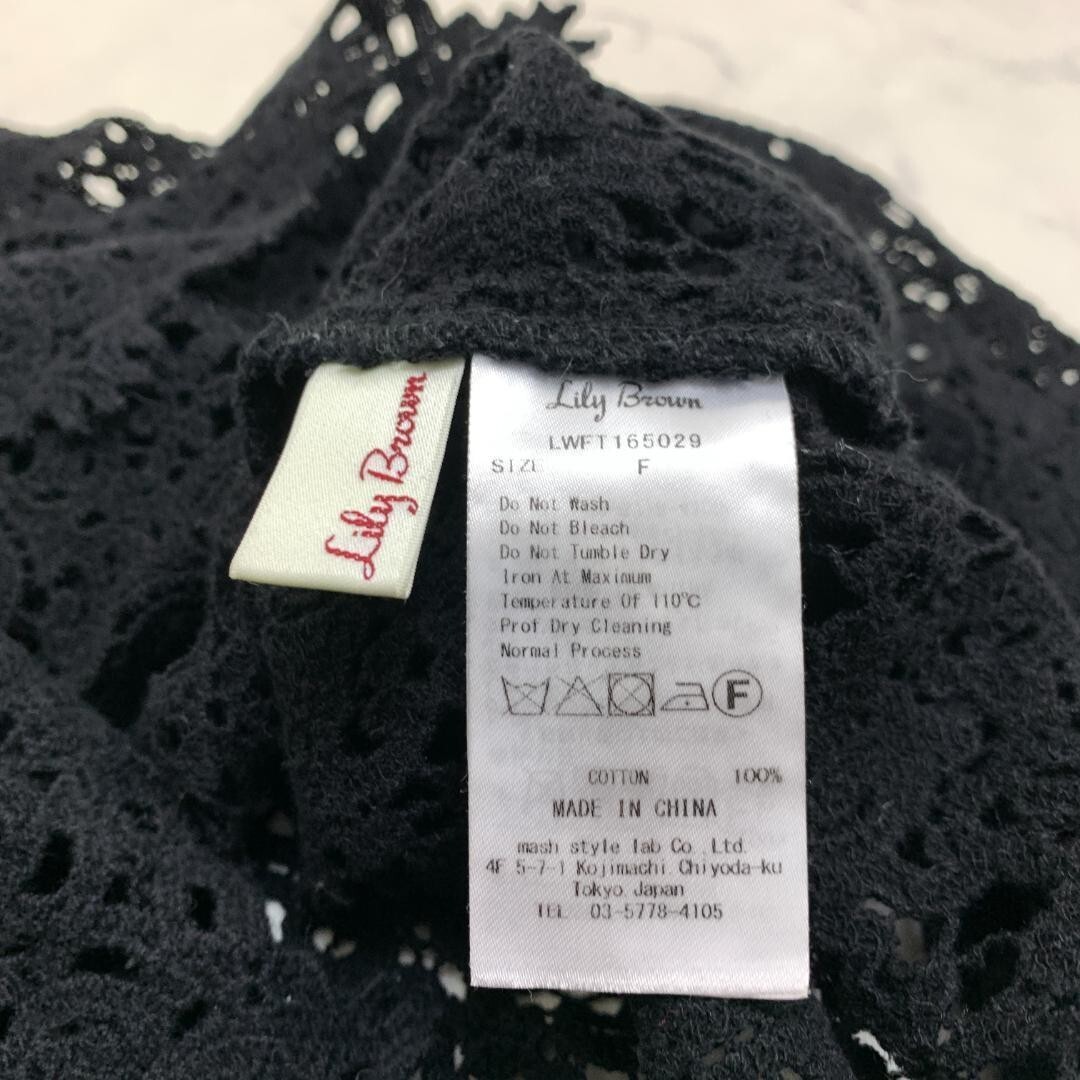 Lily Brown
Lily Brown
LWFT165029
SIZE F
Do Not Wash
Do Not Bleach
Do Not Tumble Dry
Iron At Maximum
Temperature Of 110℃
Prof Dry Cleaning
Normal Process
F
COTTON 100%
MADE IN CHINA
mash style lab Co., Ltd.
4F 5-7-1 Kojimachi, Chiyoda-ku
Tokyo, Japan
TEL 03-5778-4105